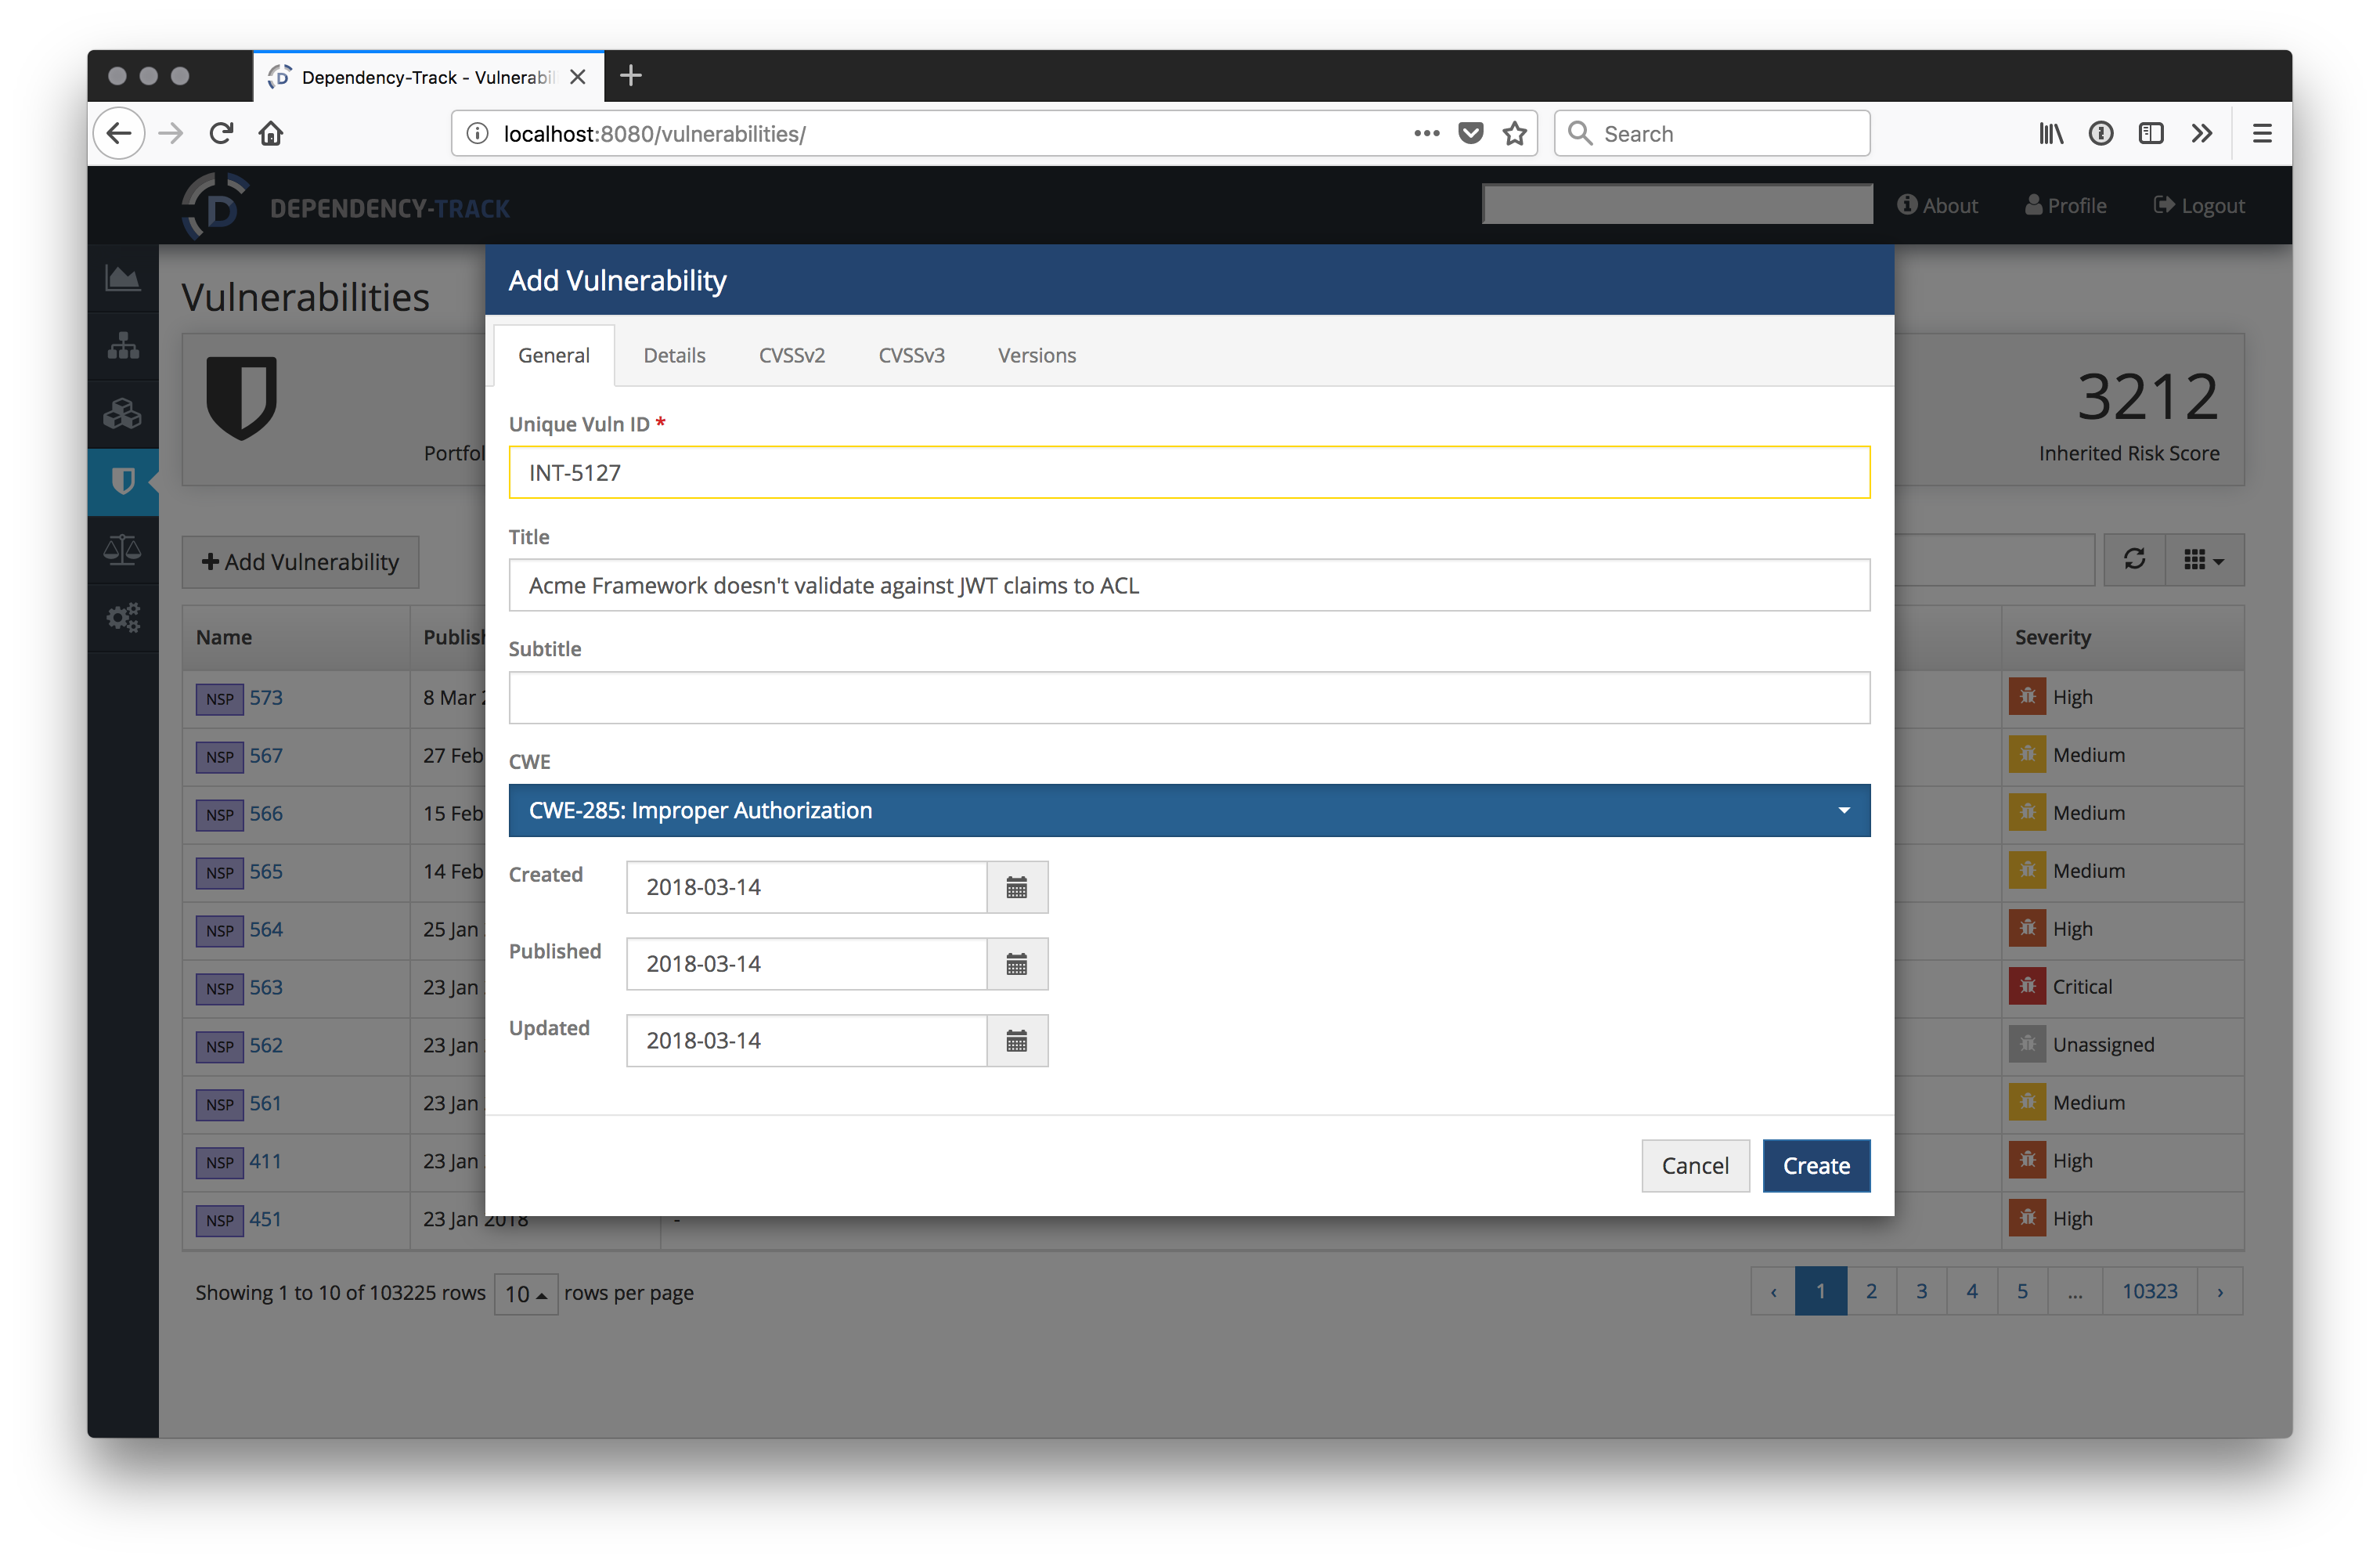 Dependency-Track - Vulnerabil
localhost:8080/vulnerabilities/
Search
DEPENDENCY-TRACK
About
Profile
Logout
Vulnerabilities
Portfol
3212
Inherited Risk Score
Add Vulnerability
General
Details
CVSSv2
CVSSv3
Versions
Unique Vuln ID *
INT-5127
Title
Acme Framework doesn't validate against JWT claims to ACL
Subtitle
CWE
CWE-285: Improper Authorization
Created
2018-03-14
Published
2018-03-14
Updated
2018-03-14
Cancel
Create
Add Vulnerability
Name
Publish
Severity
NSP 573
8 Mar
High
NSP 567
27 Feb
Medium
NSP 566
15 Feb
Medium
NSP 565
14 Feb
Medium
NSP 564
25 Jan
High
NSP 563
23 Jan
Critical
NSP 562
23 Jan
Unassigned
NSP 561
23 Jan
Medium
NSP 411
23 Jan
High
NSP 451
23 Jan 2018
-
High
Showing 1 to 10 of 103225 rows 10 rows per page
‹ 1 2 3 4 5 ... 10323 ›